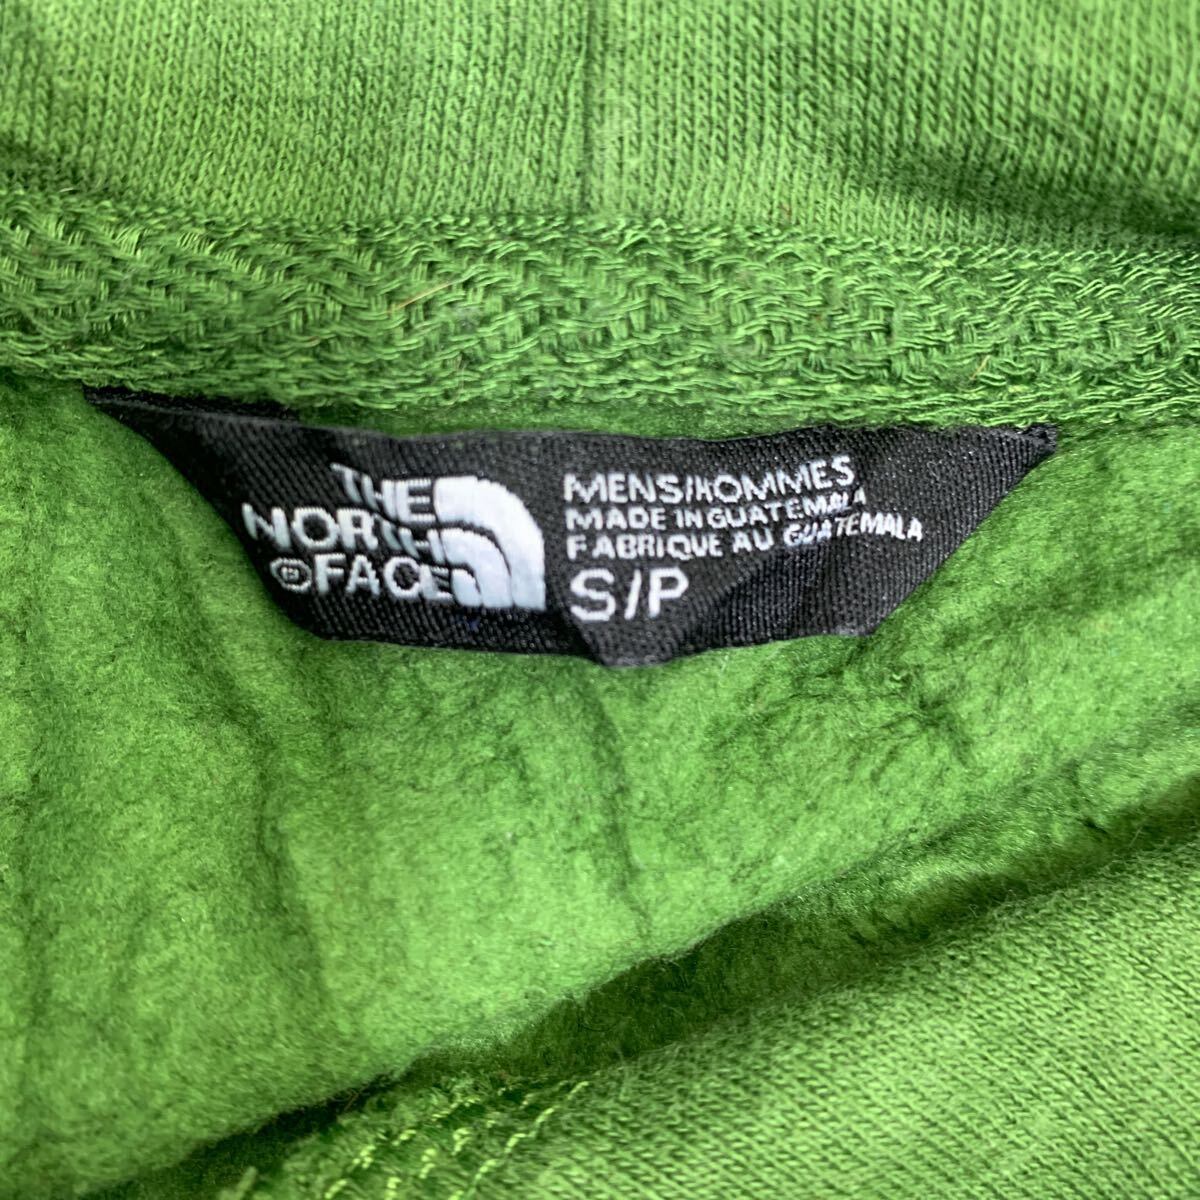 THE
NORTH
FACE
MENS/HOMMES
MADE IN GUATEMALA
FABRIQUE AU GUATEMALA
S/P